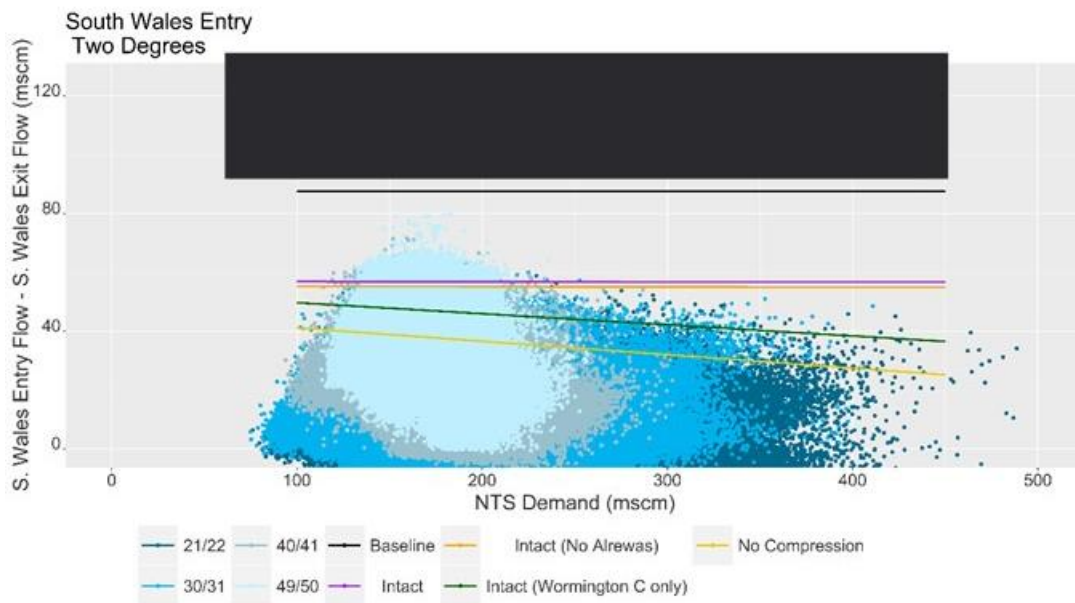 South Wales Entry
Two Degrees
S. Wales Entry Flow - S. Wales Exit Flow (mscm)
120
80
40
0
0 100 200 300 400 500
NTS Demand (mscm)
21/22 40/41 Baseline Intact (No Alrewas) No Compression
30/31 49/50 Intact Intact (Wormington C only)